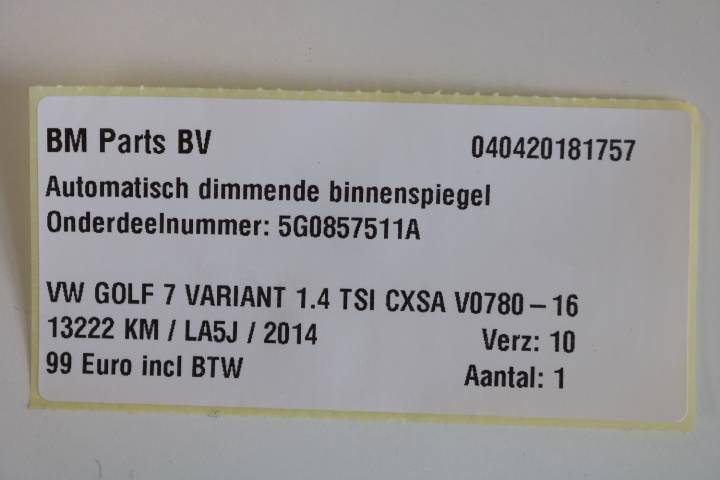 BM Parts BV 040420181757
Automatisch dimmende binnenspiegel
Onderdeelnummer: 5G0857511A
VW GOLF 7 VARIANT 1.4 TSI CXSA V0780 – 16
13222 KM / LA5J / 2014 Verz: 10
99 Euro incl BTW Aantal: 1